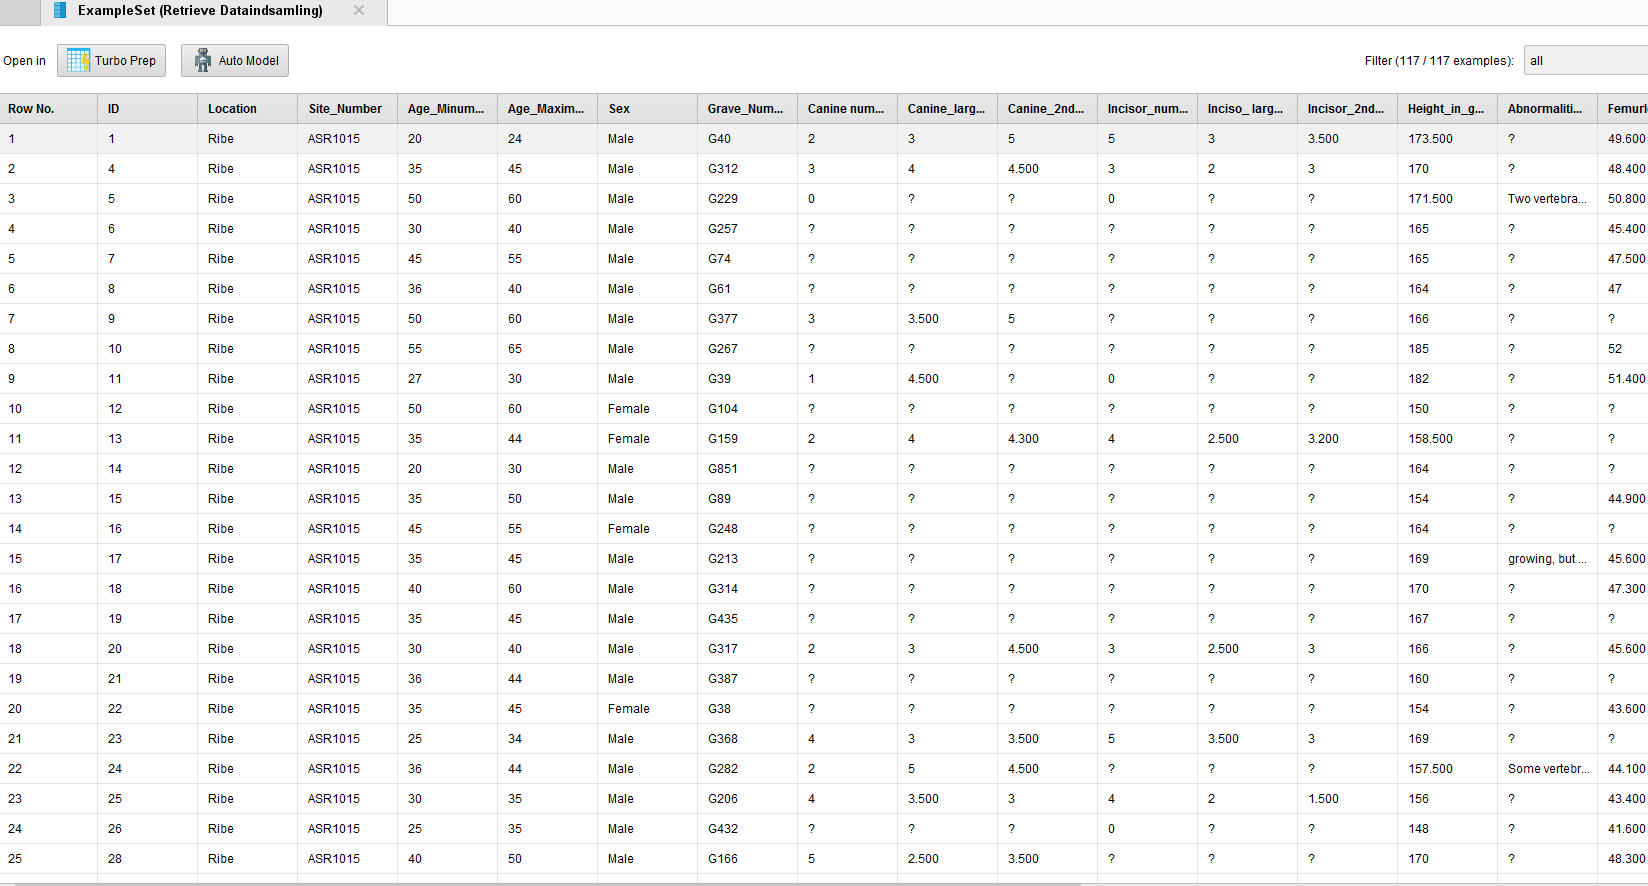 ExampleSet (Retrieve Dataindsamling)
Open in Turbo Prep Auto Model Filter (117 / 117 examples): all
Row No. ID Location Site_Number Age_Minum... Age_Maxim... Sex Grave_Num... Canine num... Canine_larg... Canine_2nd... Incisor_num... Inciso_ larg... Incisor_2nd... Height_in_g... Abnormaliti... Femurl
1 1 Ribe ASR1015 20 24 Male G40 2 3 5 5 3 3.500 173.500 ? 49.600
2 4 Ribe ASR1015 35 45 Male G312 3 4 4.500 3 2 3 170 ? 48.400
3 5 Ribe ASR1015 50 60 Male G229 0 ? ? 0 ? ? 171.500 Two vertebra... 50.800
4 6 Ribe ASR1015 30 40 Male G257 ? ? ? ? ? ? 165 ? 45.400
5 7 Ribe ASR1015 45 55 Male G74 ? ? ? ? ? ? 165 ? 47.500
6 8 Ribe ASR1015 36 40 Male G61 ? ? ? ? ? ? 164 ? 47
7 9 Ribe ASR1015 50 60 Male G377 3 3.500 5 ? ? ? 166 ? ?
8 10 Ribe ASR1015 55 65 Male G267 ? ? ? ? ? ? 185 ? 52
9 11 Ribe ASR1015 27 30 Male G39 1 4.500 ? 0 ? ? 182 ? 51.400
10 12 Ribe ASR1015 50 60 Female G104 ? ? ? ? ? ? 150 ? ?
11 13 Ribe ASR1015 35 44 Female G159 2 4 4.300 4 2.500 3.200 158.500 ? ?
12 14 Ribe ASR1015 20 30 Male G851 ? ? ? ? ? ? 164 ? ?
13 15 Ribe ASR1015 35 50 Male G89 ? ? ? ? ? ? 154 ? 44.900
14 16 Ribe ASR1015 45 55 Female G248 ? ? ? ? ? ? 164 ? ?
15 17 Ribe ASR1015 35 45 Male G213 ? ? ? ? ? ? 169 growing, but ... 45.600
16 18 Ribe ASR1015 40 60 Male G314 ? ? ? ? ? ? 170 ? 47.300
17 19 Ribe ASR1015 35 45 Male G435 ? ? ? ? ? ? 167 ? ?
18 20 Ribe ASR1015 30 40 Male G317 2 3 4.500 3 2.500 3 166 ? 45.600
19 21 Ribe ASR1015 36 44 Male G387 ? ? ? ? ? ? 160 ? ?
20 22 Ribe ASR1015 35 45 Female G38 ? ? ? ? ? ? 154 ? 43.600
21 23 Ribe ASR1015 25 34 Male G368 4 3 3.500 5 3.500 3 169 ? ?
22 24 Ribe ASR1015 36 44 Male G282 2 5 4.500 ? ? ? 157.500 Some vertebr... 44.100
23 25 Ribe ASR1015 30 35 Male G206 4 3.500 3 4 2 1.500 156 ? 43.400
24 26 Ribe ASR1015 25 35 Male G432 ? ? ? 0 ? ? 148 ? 41.600
25 28 Ribe ASR1015 40 50 Male G166 5 2.500 3.500 ? ? ? 170 ? 48.300